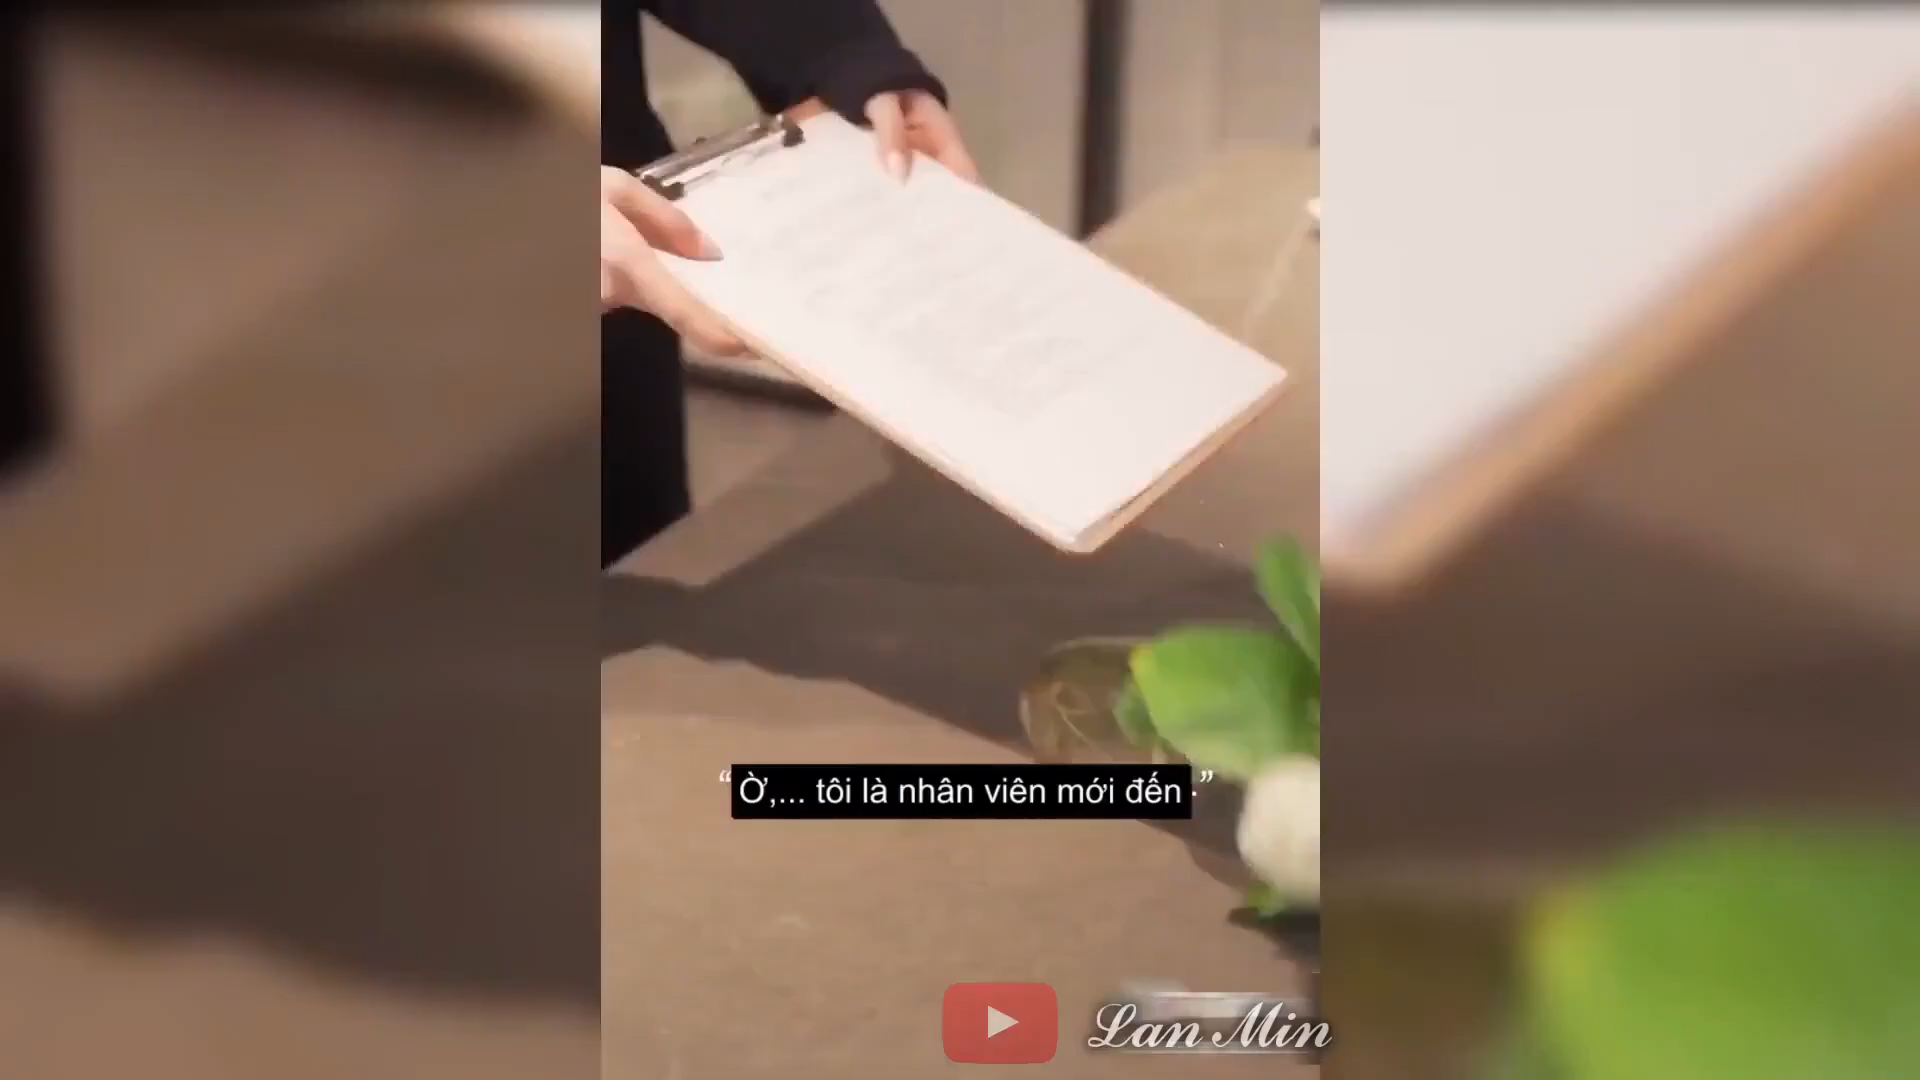 “Ờ,... tôi là nhân viên mới đến.”
Lan Min